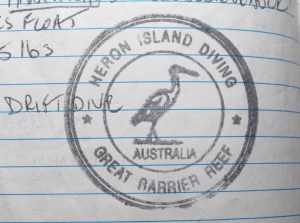 FLOAT
5 lbs
DRIFT DIVE
HERON ISLAND DIVING
AUSTRALIA
GREAT BARRIER REEF